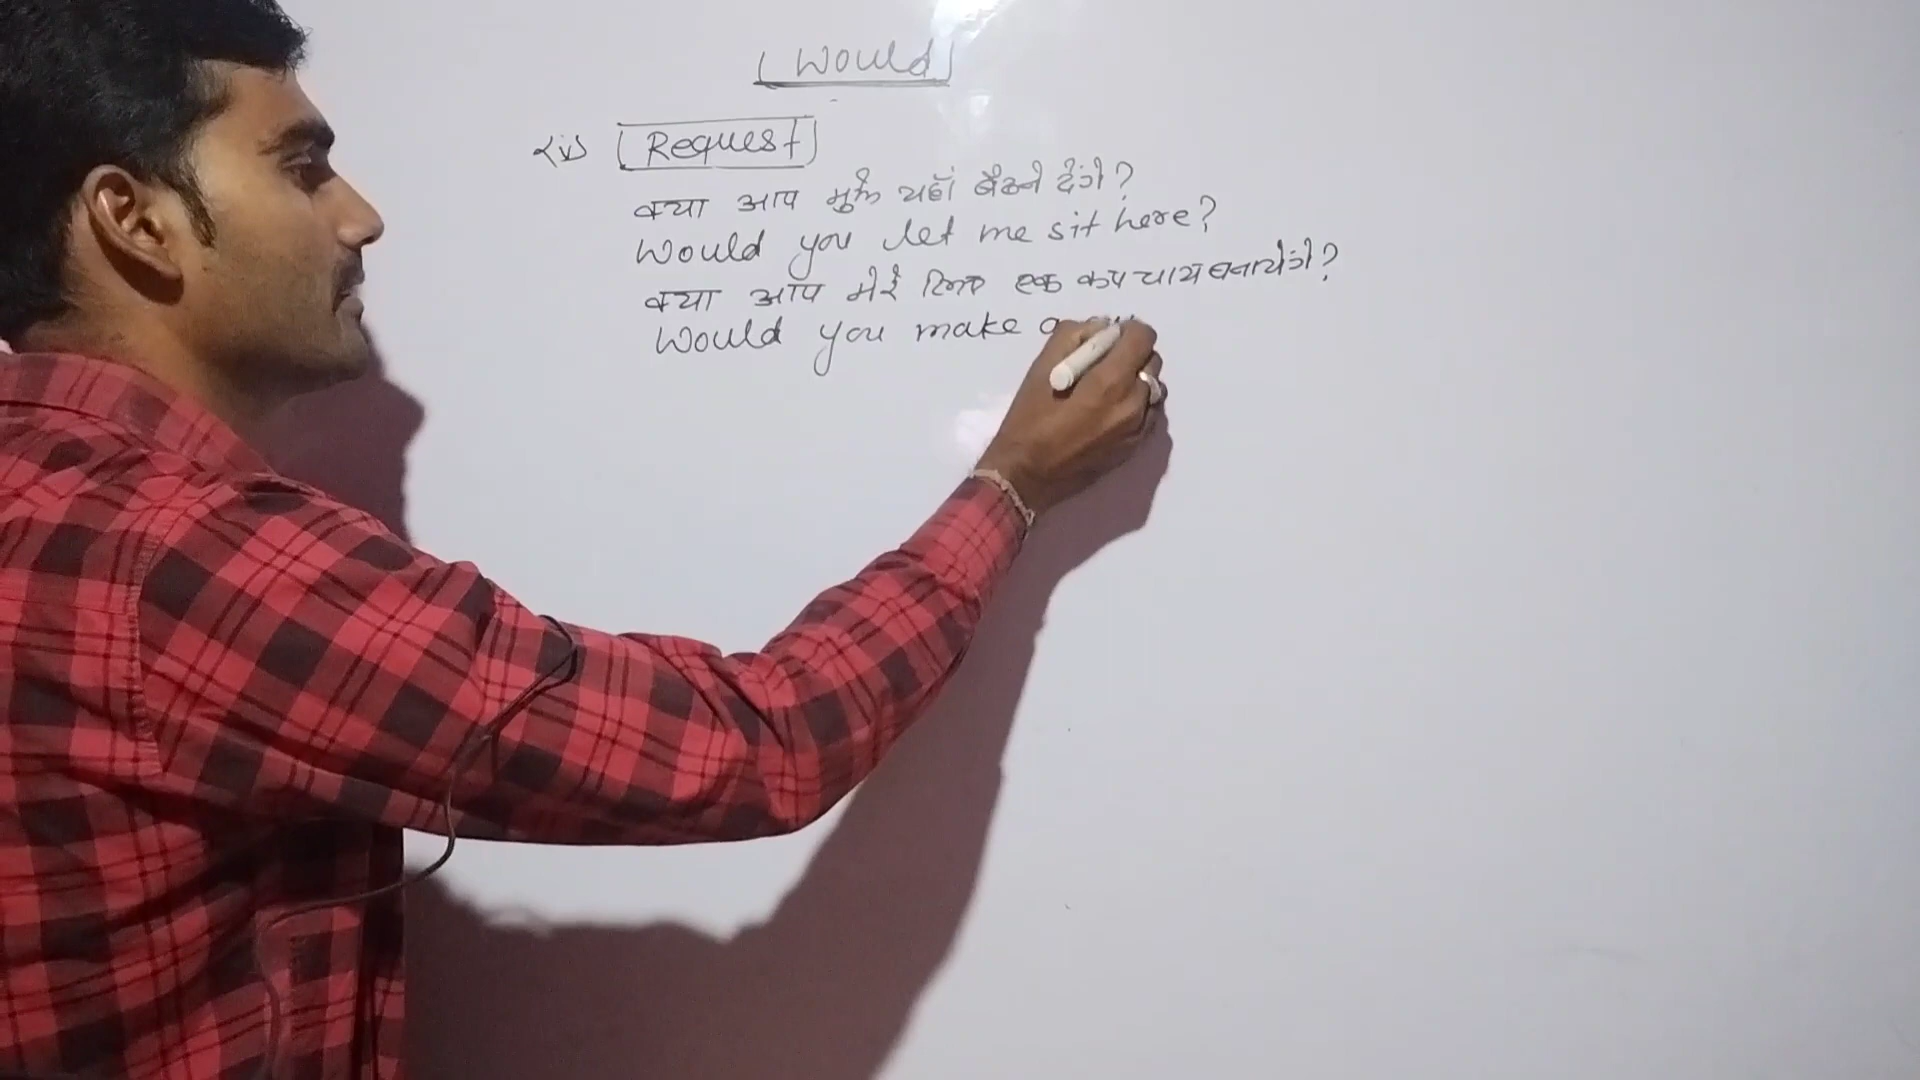 Would
Request
क्या आप मुझे यहाँ बैठने देंगे?
Would you let me sit here?
क्या आप मेरे लिए एक कप चाय बनायेंगे?
Would you make a